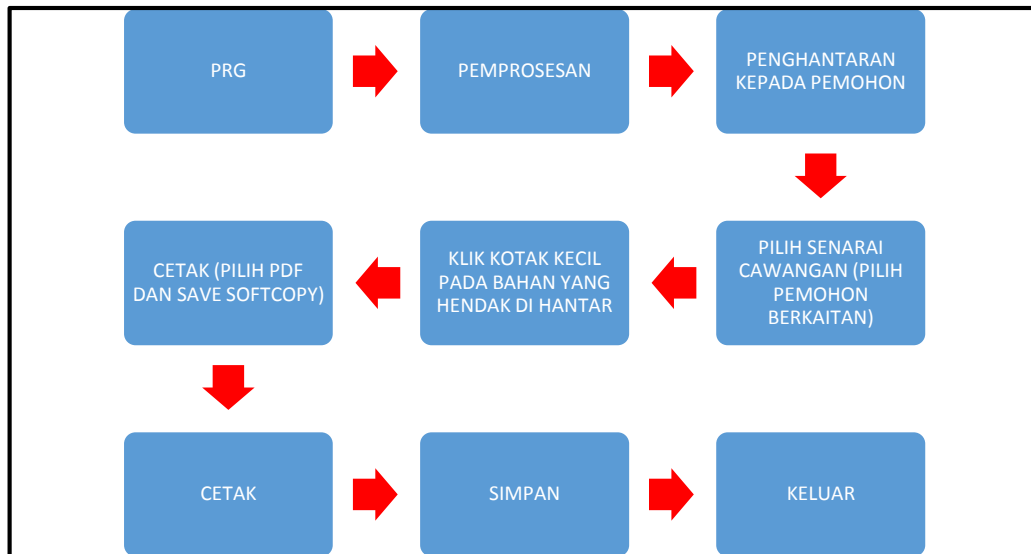 PRG
PEMPROSESAN
PENGHANTARAN
KEPADA PEMOHON
PILIH SENARAI
CAWANGAN (PILIH
PEMOHON
BERKAITAN)
KLIK KOTAK KECIL
PADA BAHAN YANG
HENDAK DI HANTAR
CETAK (PILIH PDF
DAN SAVE SOFTCOPY)
CETAK
SIMPAN
KELUAR